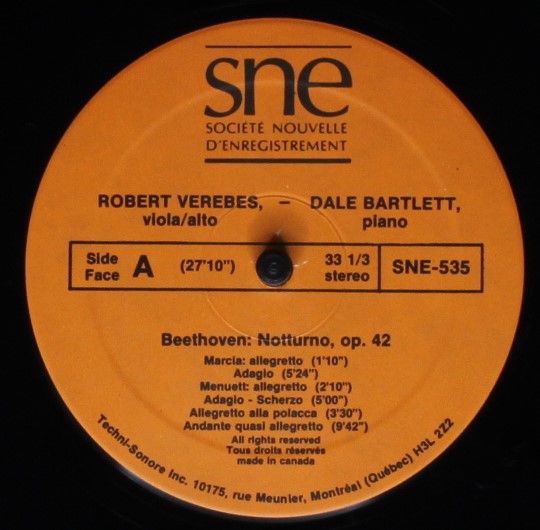 sne
SOCIÉTÉ NOUVELLE
D'ENREGISTREMENT
ROBERT VEREBES, – DALE BARTLETT,
viola/alto piano
Side
Face A (27'10") 33 1/3
stereo SNE-535
Beethoven: Notturno, op. 42
Marcia: allegretto (1'10")
Adagio (5'24")
Menuett: allegretto (2'10")
Adagio - Scherzo (5'00")
Allegretto alla polacca (3'30")
Andante quasi allegretto (9'42")
All rights reserved
Tous droits réservés
made in canada
Techni-Sonore Inc. 10175, rue Meunier, Montréal (Québec) H3L 2Z2